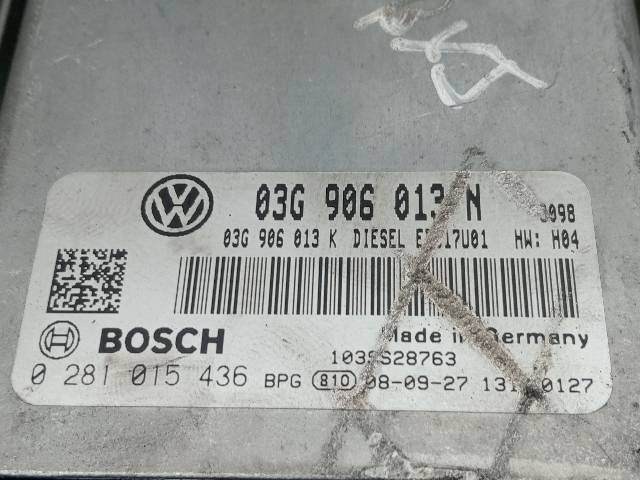 03G 906 013 N
03G 906 013 K DIESEL HW: H04
BOSCH
Made in Germany
0 281 015 436 BPG 810 08-09-27